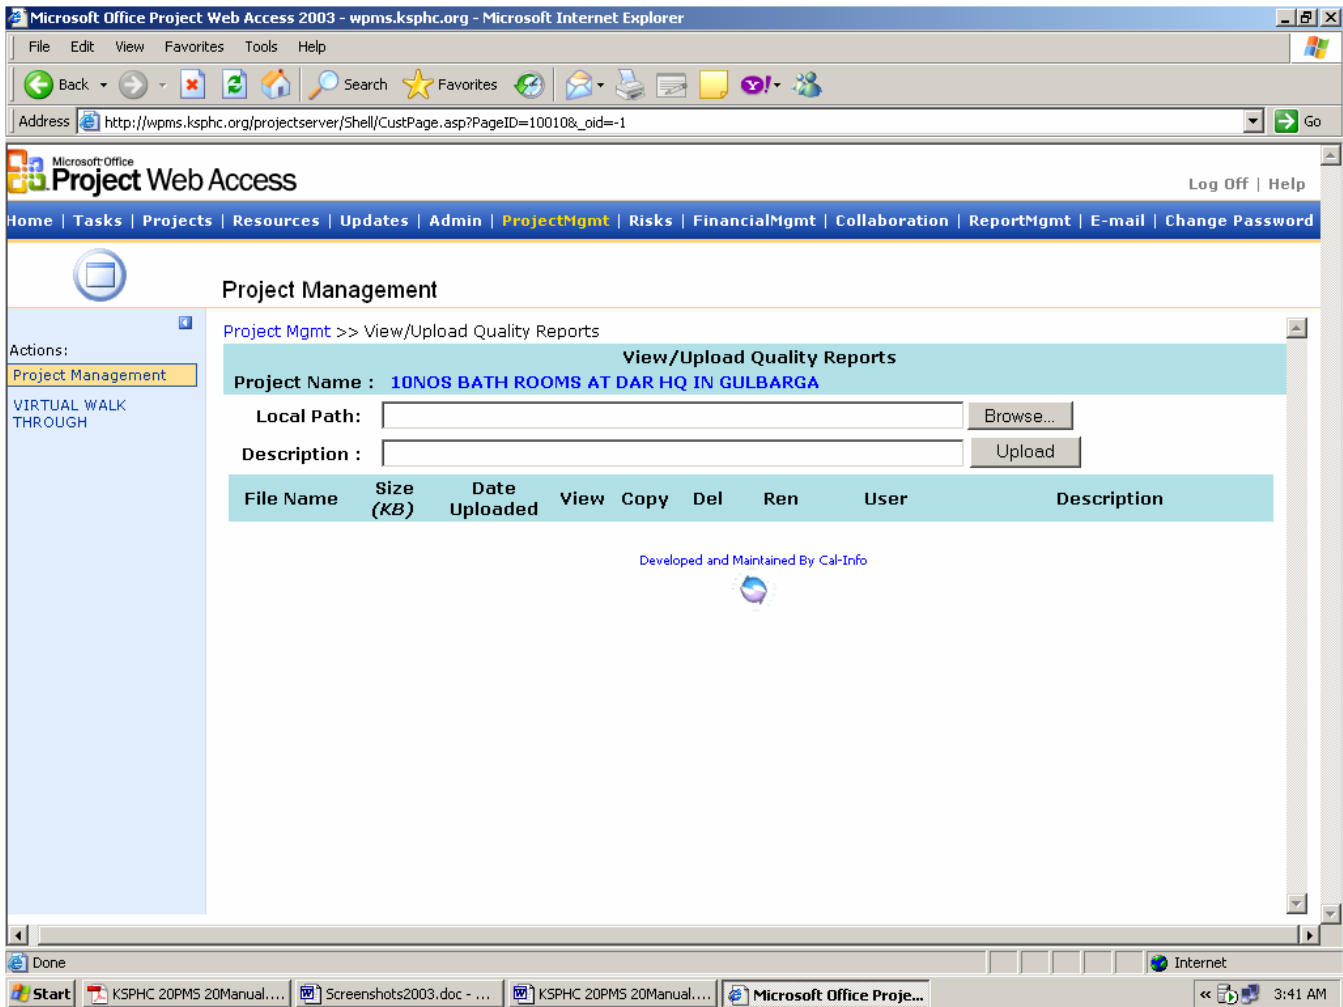 Microsoft Office Project Web Access 2003 - wpms.ksphc.org - Microsoft Internet Explorer
File Edit View Favorites Tools Help
Back Search Favorites
Address http://wpms.ksphc.org/projectserver/Shell/CustPage.asp?PageID=10010&_oid=-1 Go
Microsoft Office
Project Web Access
Log Off | Help
Home | Tasks | Projects | Resources | Updates | Admin | ProjectMgmt | Risks | FinancialMgmt | Collaboration | ReportMgmt | E-mail | Change Password
Project Management
Actions:
Project Management
VIRTUAL WALK
THROUGH
Project Mgmt >> View/Upload Quality Reports
View/Upload Quality Reports
Project Name : 10NOS BATH ROOMS AT DAR HQ IN GULBARGA
Local Path: Browse...
Description : Upload
File Name Size (KB) Date Uploaded View Copy Del Ren User Description
Developed and Maintained By Cal-Info
Done Internet
Start KSPHC 20PMS 20Manual.... Screenshots2003.doc - ... KSPHC 20PMS 20Manual.... Microsoft Office Proje... « 3:41 AM